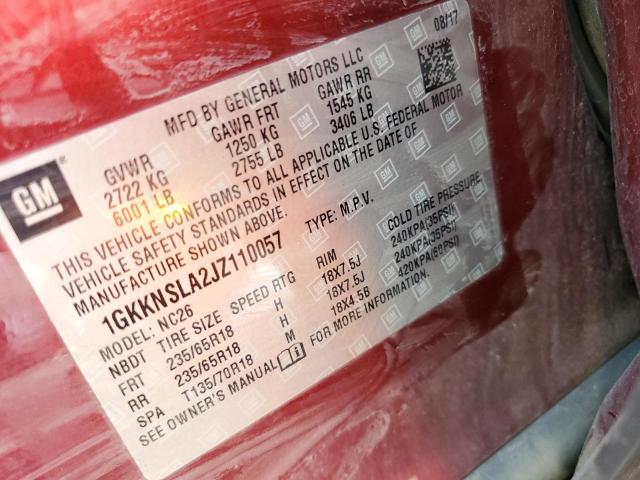 08/17
MFD BY GENERAL MOTORS LLC
GVWR GAWR FRT GAWR RR
2722 KG 1250 KG 1545 KG
6001 LB 2755 LB 3406 LB
GM
THIS VEHICLE CONFORMS TO ALL APPLICABLE U.S. FEDERAL MOTOR
VEHICLE SAFETY STANDARDS IN EFFECT ON THE DATE OF
MANUFACTURE SHOWN ABOVE.
1GKKNSLA2JZ110057 TYPE: M.P.V.
MODEL: NC26
NBDT TIRE SIZE SPEED RTG RIM COLD TIRE PRESSURE
FRT 235/65R18 H 18X7.5J 240KPA(35PSI)
RR 235/65R18 H 18X7.5J 240KPA(35PSI)
SPA T135/70R18 M 18X4.5B 420KPA(60PSI)
SEE OWNER'S MANUAL FOR MORE INFORMATION.